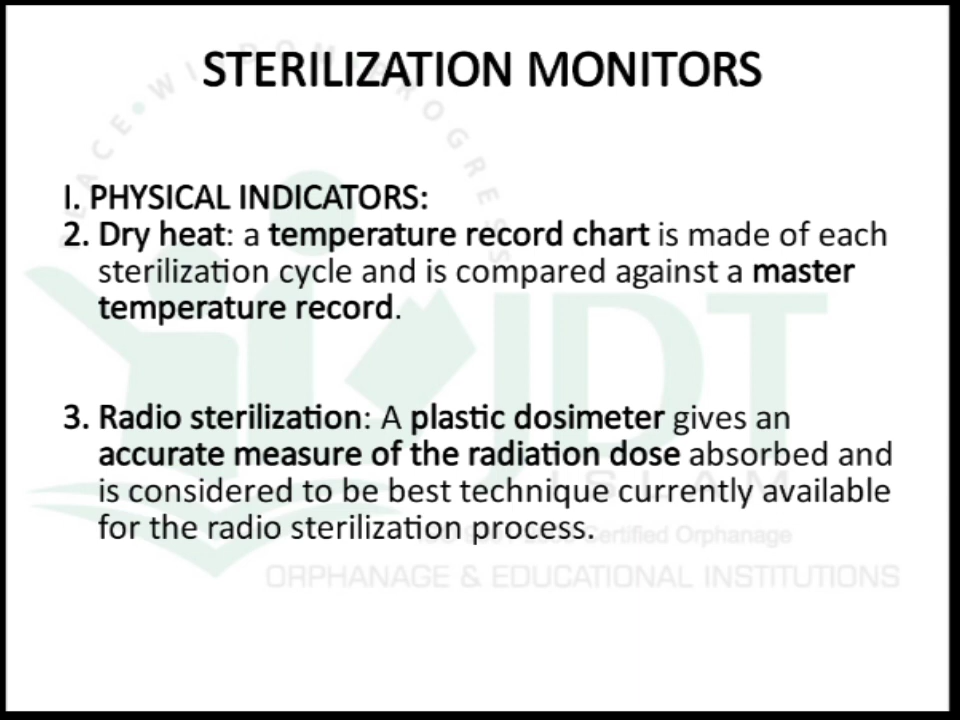 STERILIZATION MONITORS
I. PHYSICAL INDICATORS:
2. Dry heat: a temperature record chart is made of each
sterilization cycle and is compared against a master
temperature record.
3. Radio sterilization: A plastic dosimeter gives an
accurate measure of the radiation dose absorbed and
is considered to be best technique currently available
for the radio sterilization process.
JDT
ISLAM
Certified Orphanage
ORPHANAGE & EDUCATIONAL INSTITUTIONS